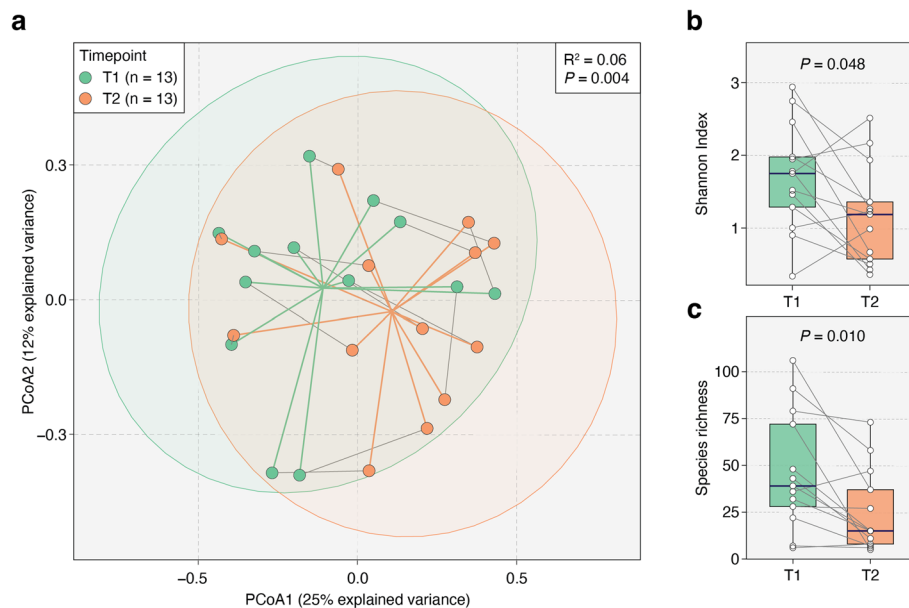 a
Timepoint
T1 (n = 13)
T2 (n = 13)
R² = 0.06
P = 0.004
PCoA2 (12% explained variance)
0.3
0.0
−0.3
−0.5
0.0
0.5
PCoA1 (25% explained variance)
b
P = 0.048
Shannon Index
3
2
1
T1
T2
c
P = 0.010
Species richness
100
75
50
25
0
T1
T2